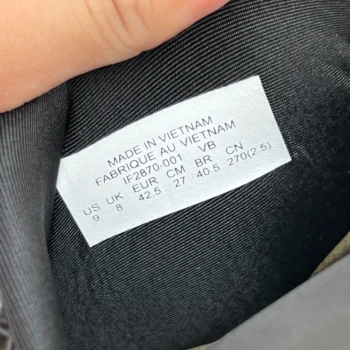 MADE IN VIETNAM
FABRIQUE AU VIETNAM
IF2870-001 VB
US UK EUR CM BR CN
9 8 42.5 27 40.5 270(2.5)